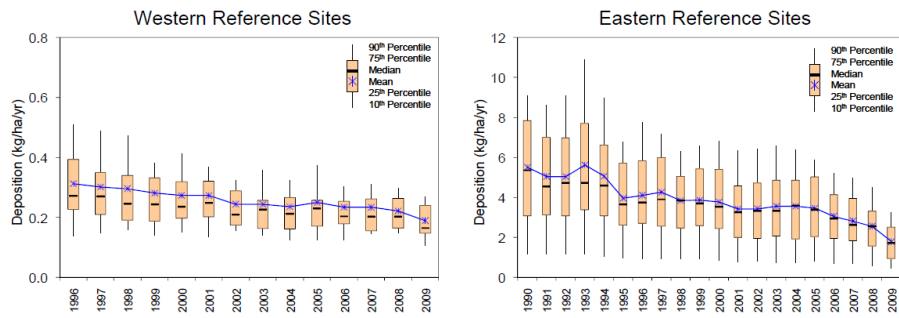 Western Reference Sites
0.8
0.6
0.4
0.2
0.0
Deposition (kg/ha/yr)
90th Percentile
75th Percentile
Median
Mean
25th Percentile
10th Percentile
1996
1997
1998
1999
2000
2001
2002
2003
2004
2005
2006
2007
2008
2009
Eastern Reference Sites
12
10
8
6
4
2
0
Deposition (kg/ha/yr)
90th Percentile
75th Percentile
Median
Mean
25th Percentile
10th Percentile
1990
1991
1992
1993
1994
1995
1996
1997
1998
1999
2000
2001
2002
2003
2004
2005
2006
2007
2008
2009